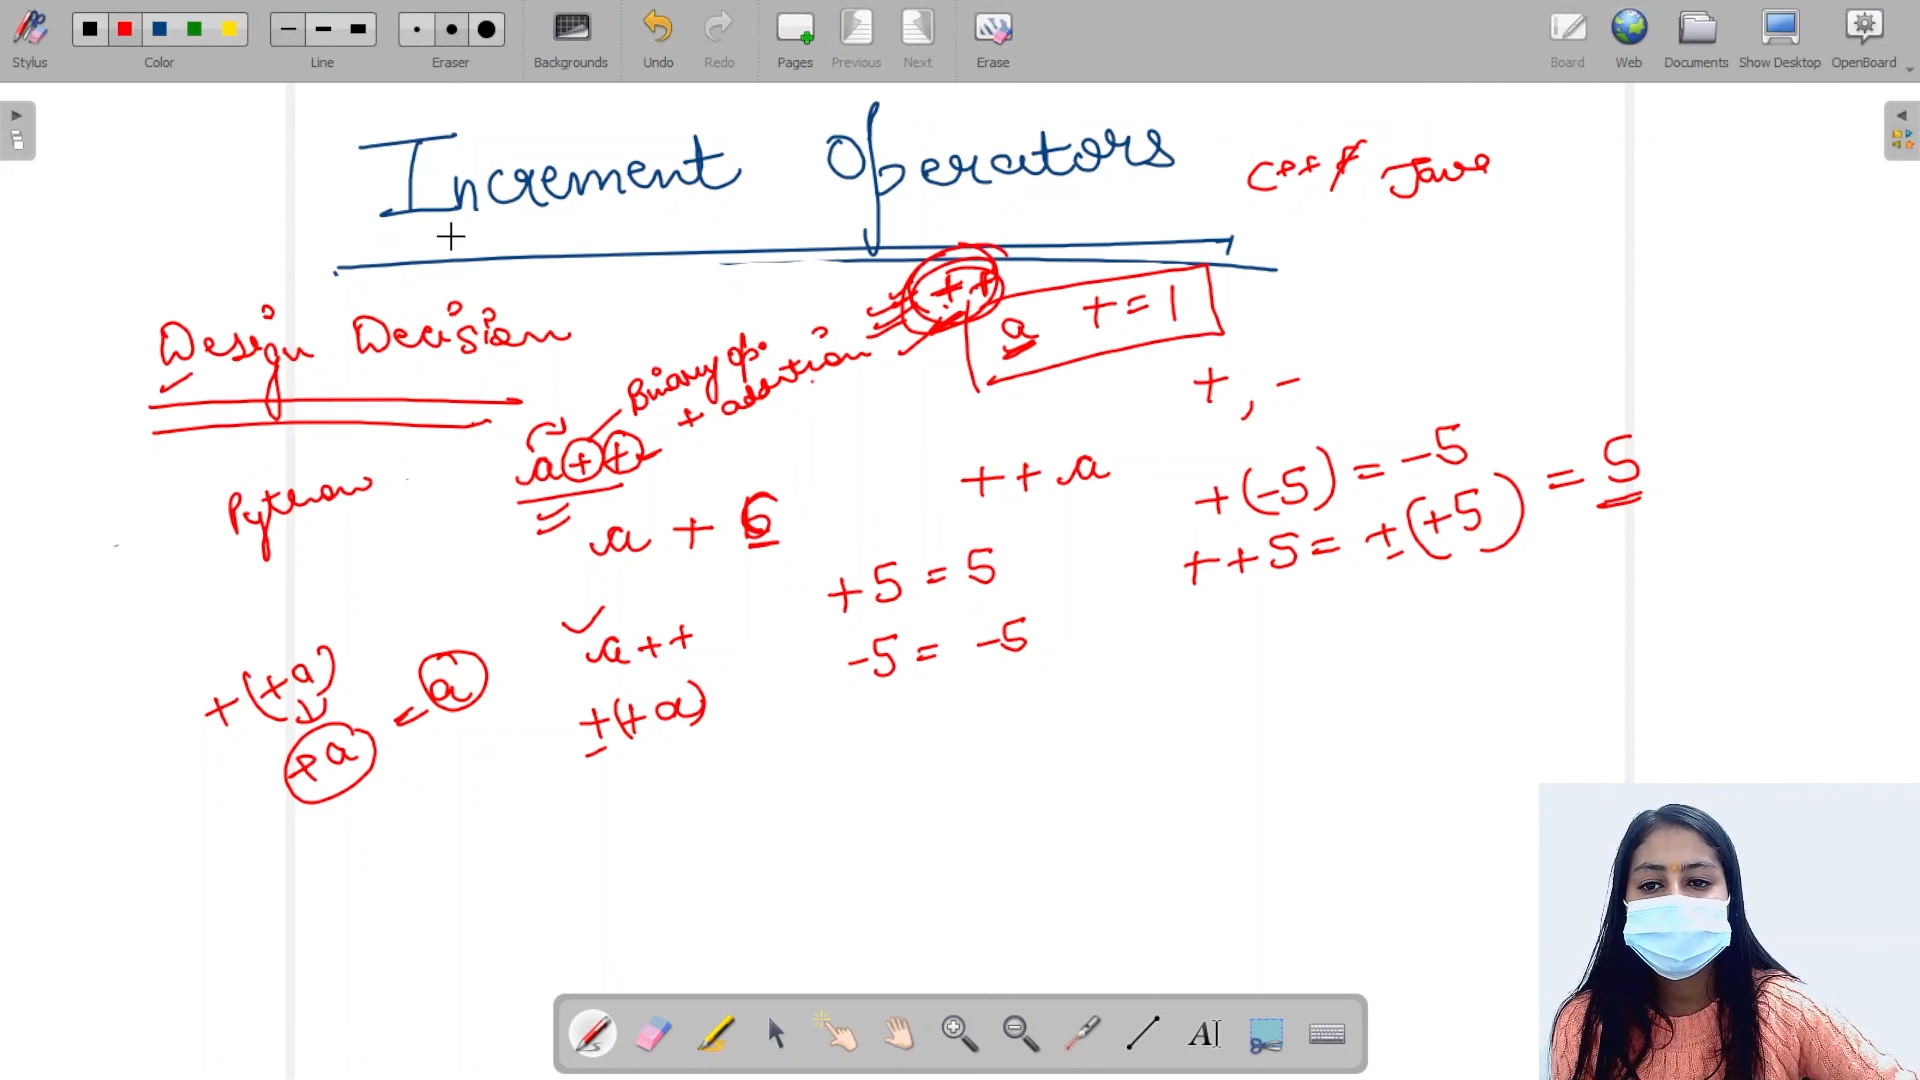 Stylus Color Line Eraser Backgrounds Undo Redo Pages Previous Next Erase Board Web Documents Show Desktop OpenBoard
Increment Operators
C++ Java
++
a += 1
Design Decision
Binary op.
+ addition
+, -
a++
Python
++a
+(-5) = -5
a + 5
++5 = +(+5) = 5
+5 = 5
a++
-5 = -5
+(+a)
+a = a
+(+a)
AI